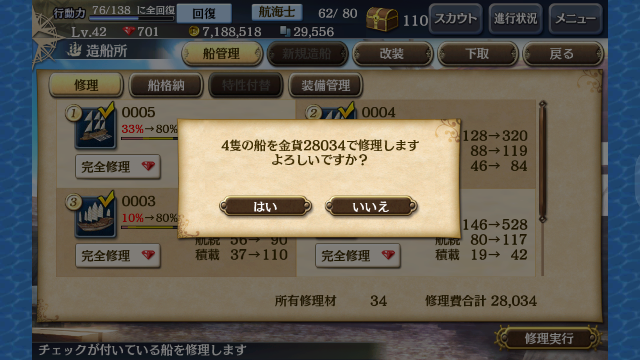 行動力 76/138 に全回復 回復 航海士 62/ 80 110 スカウト 進行状況 メニュー
Lv.42 701 7,188,518 29,556
造船所 船管理 新規造船 改装 下取 戻る
修理 船格納 特性付替 装備管理
1 0005 2 0004
33%→80%
128→320
88→119
46→ 84
完全修理
4隻の船を金貨28034で修理します
よろしいですか？
はい いいえ
3 0003
10%→80%
146→528
航続 56→ 90 航続 80→117
積載 37→110 積載 19→ 42
完全修理 完全修理
所有修理材 34 修理費合計 28,034
チェックが付いている船を修理します 修理実行